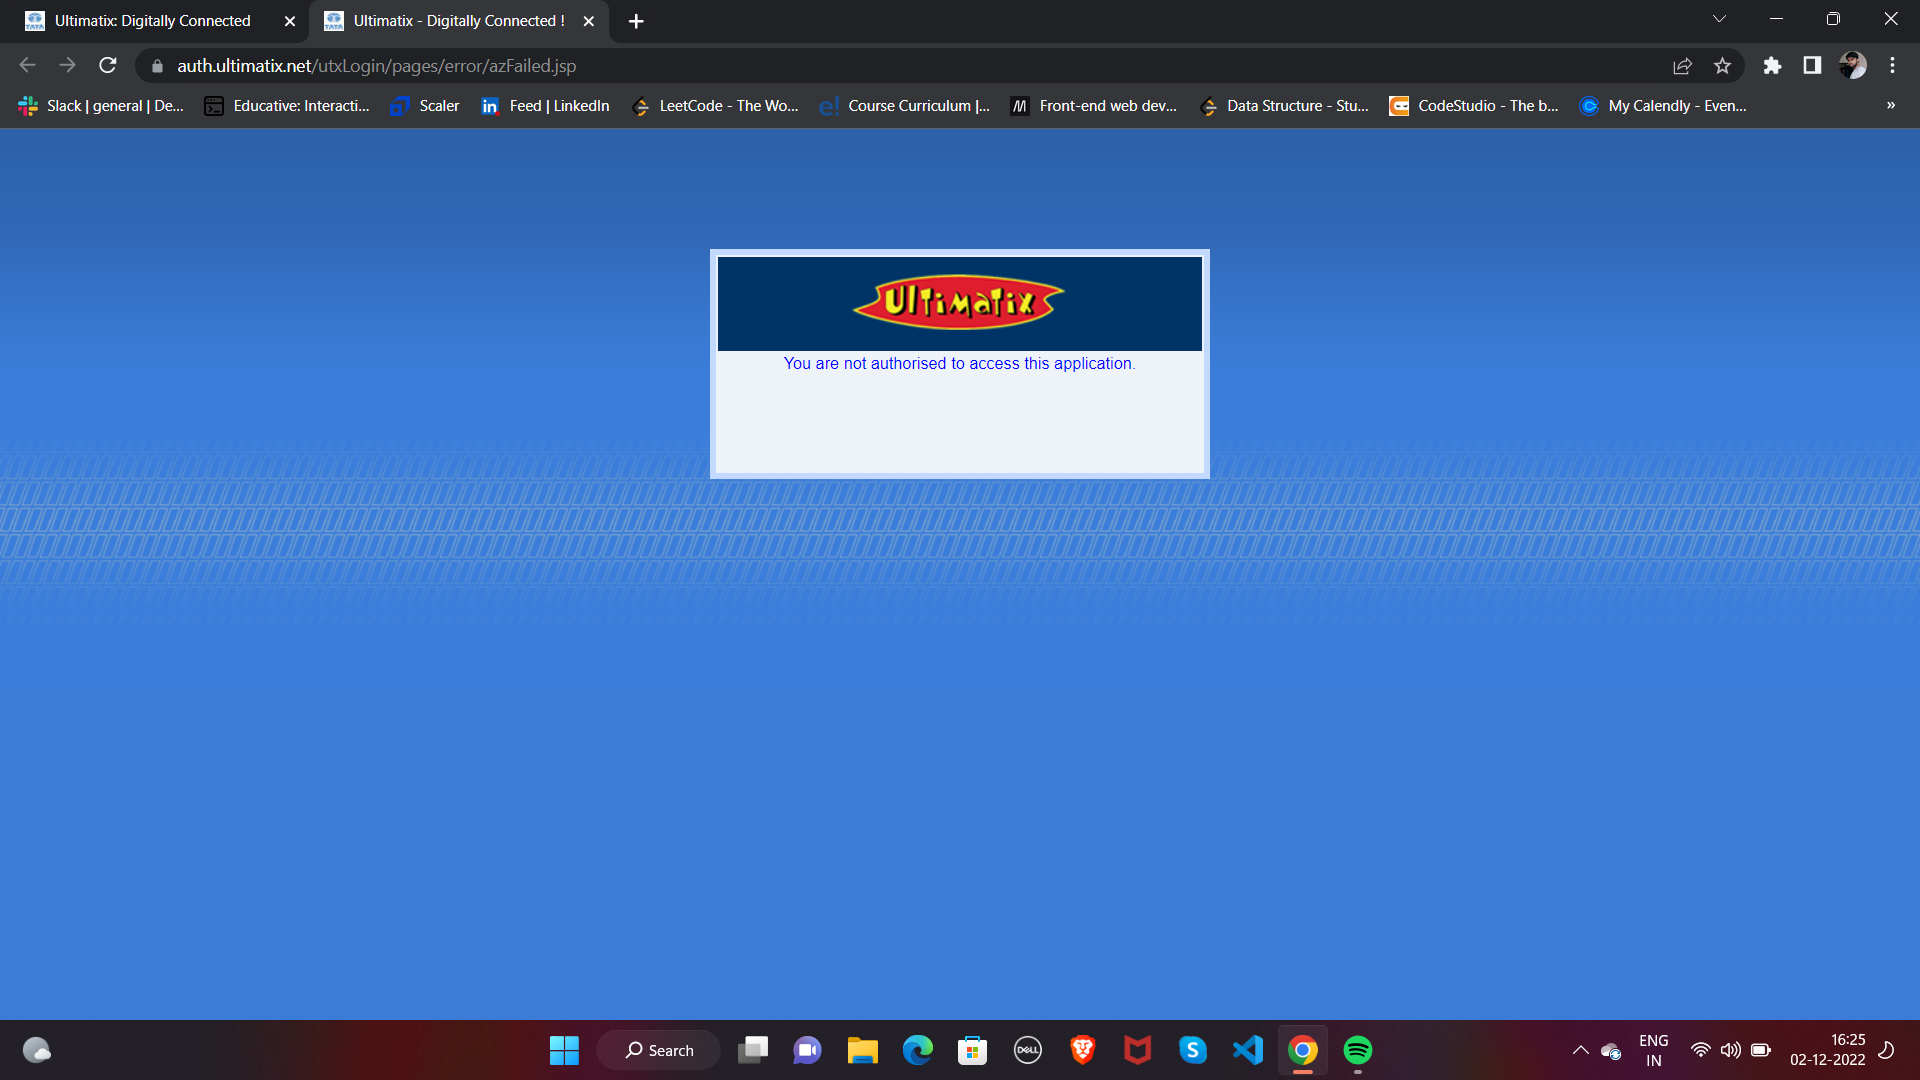 Ultimatix: Digitally Connected
Ultimatix - Digitally Connected !
auth.ultimatix.net/utxLogin/pages/error/azFailed.jsp
Slack | general | De...
Educative: Interacti...
Scaler
Feed | LinkedIn
LeetCode - The Wo...
Course Curriculum |...
Front-end web dev...
Data Structure - Stu...
CodeStudio - The b...
My Calendly - Even...
»
Ultimatix
You are not authorised to access this application.
Search
DELL
ENG
IN
16:25
02-12-2022